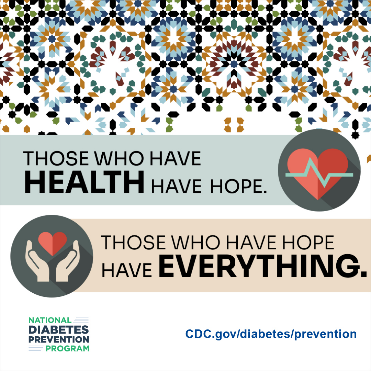 THOSE WHO HAVE
HEALTH HAVE HOPE.
THOSE WHO HAVE HOPE
HAVE EVERYTHING.
NATIONAL
DIABETES
PREVENTION
PROGRAM
CDC.gov/diabetes/prevention